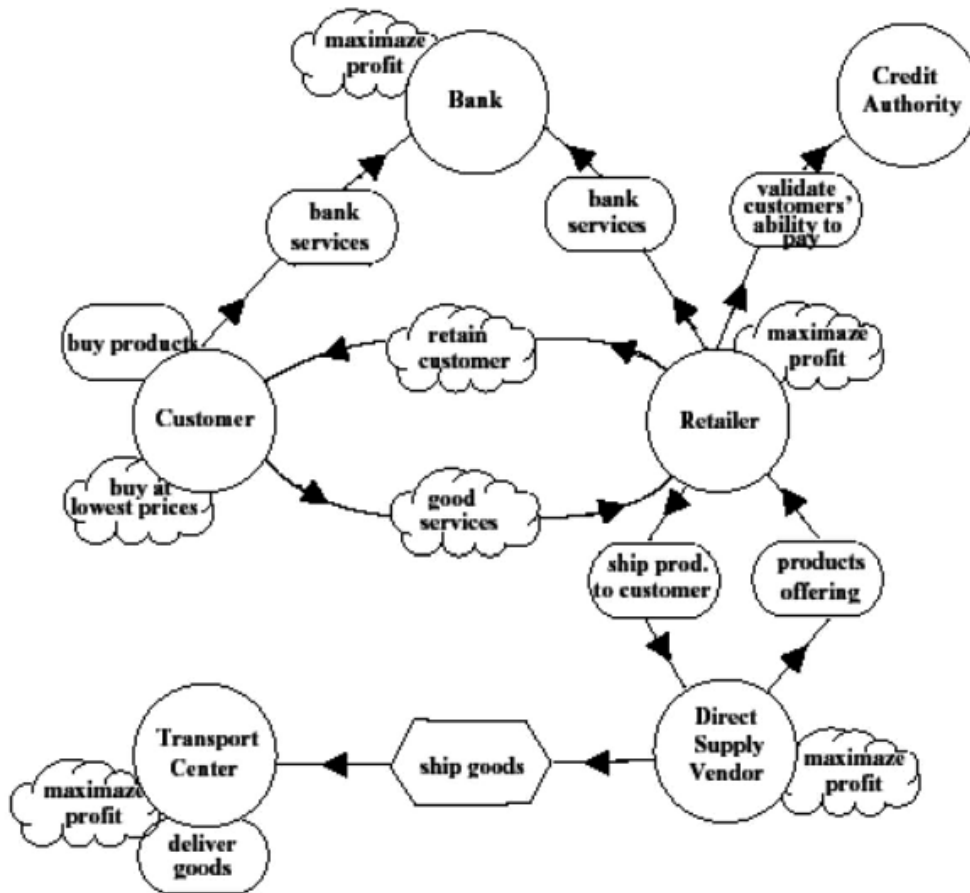 maximaze
profit
Bank
Credit
Authority
bank
services
bank
services
validate
customers'
ability to
pay
buy products
retain
customer
maximaze
profit
Customer
Retailer
buy at
lowest prices
good
services
ship prod.
to customer
products
offering
Transport
Center
ship goods
Direct
Supply
Vendor
maximaze
profit
maximaze
profit
deliver
goods